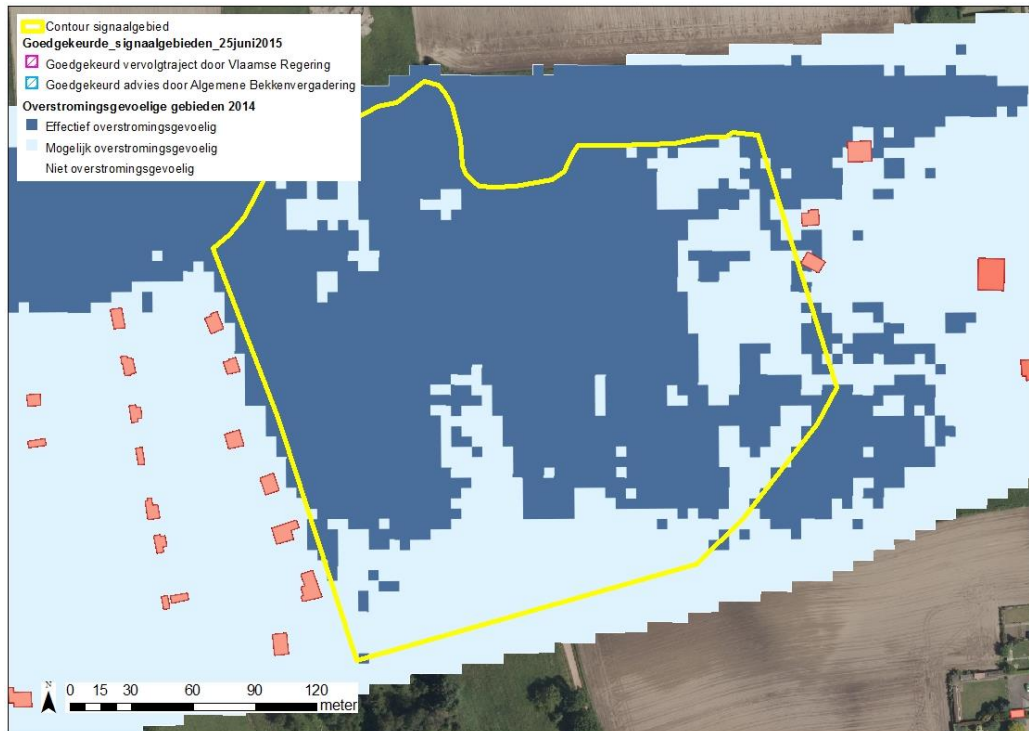 Contour signaalgebied
Goedgekeurde_signaalgebieden_25juni2015
Goedgekeurd vervolgtraject door Vlaamse Regering
Goedgekeurd advies door Algemene Bekkenvergadering
Overstromingsgevoelige gebieden 2014
Effectief overstromingsgevoelig
Mogelijk overstromingsgevoelig
Niet overstromingsgevoelig
N
0 15 30 60 90 120
meter